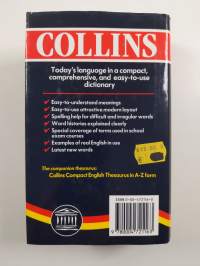 COLLINS
Today's language in a compact,
comprehensive, and easy-to-use
dictionary
Easy-to-understand meanings
Easy-to-use attractive modern layout
Spelling help for difficult and irregular words
Word histories explained clearly
Special coverage of terms used in school
exam courses
Examples of real English in use
Latest new words
The companion thesaurus:
Collins Compact English Thesaurus in A-Z form